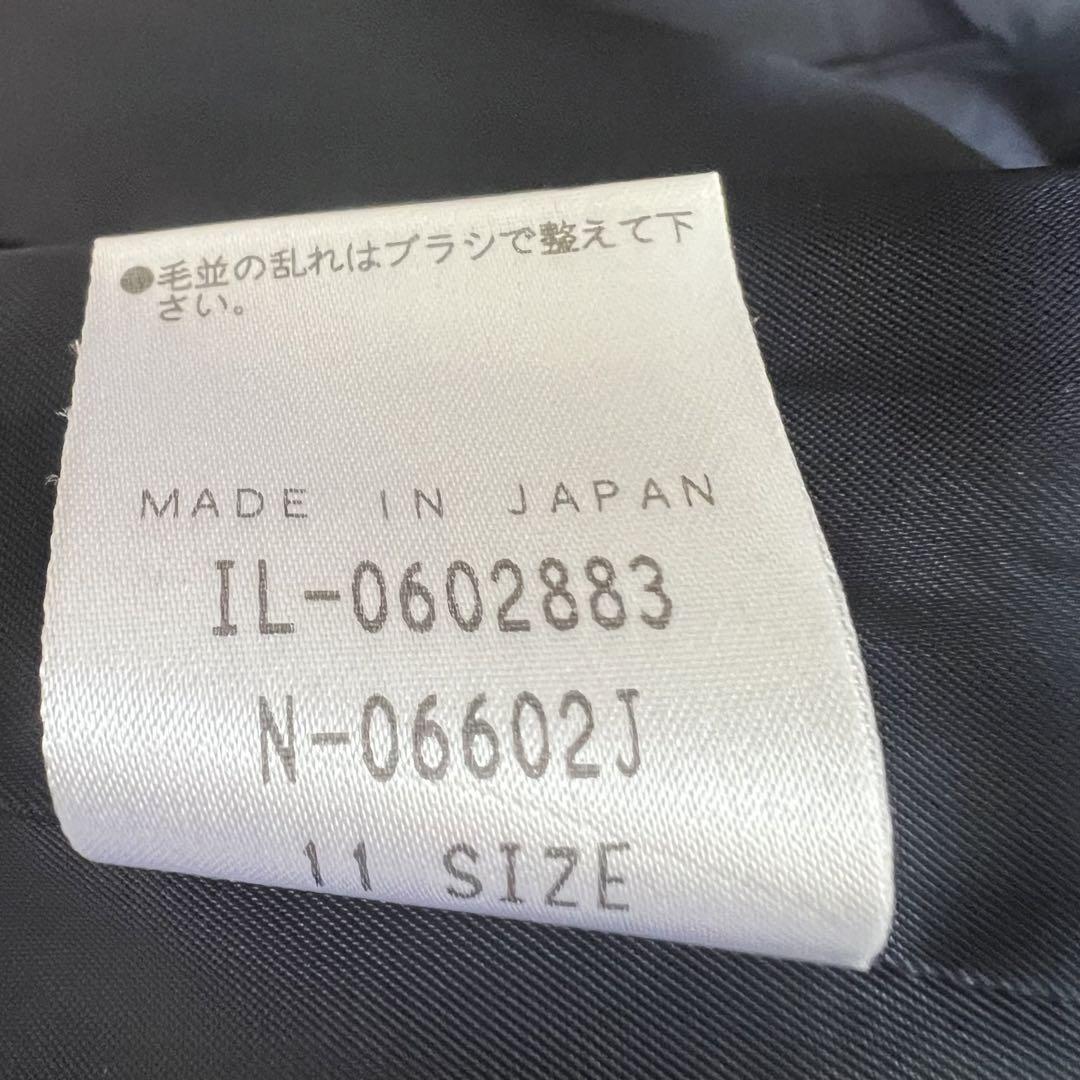 ●毛並の乱れはブラシで整えて下
さい。
MADE IN JAPAN
IL-0602883
N-06602J
11 SIZE